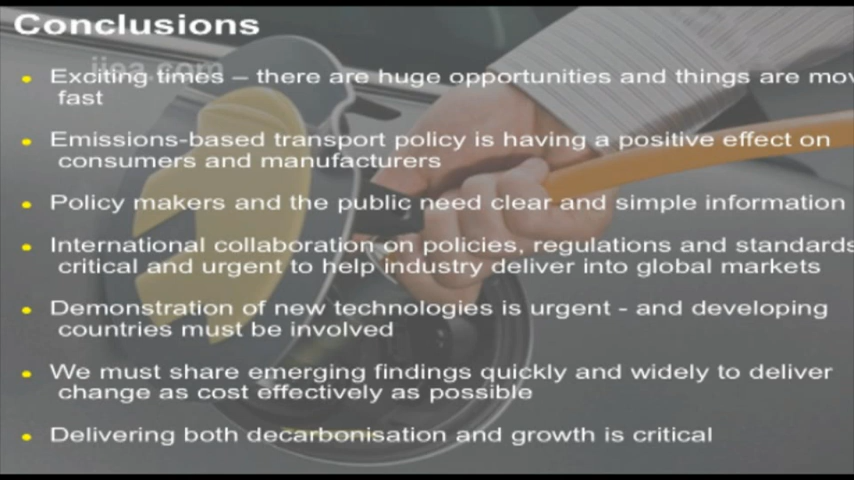 Conclusions
iiea.com
• Exciting times – there are huge opportunities and things are mov
fast
• Emissions-based transport policy is having a positive effect on
consumers and manufacturers
• Policy makers and the public need clear and simple information
• International collaboration on policies, regulations and standards
critical and urgent to help industry deliver into global markets
• Demonstration of new technologies is urgent - and developing
countries must be involved
• We must share emerging findings quickly and widely to deliver
change as cost effectively as possible
• Delivering both decarbonisation and growth is critical